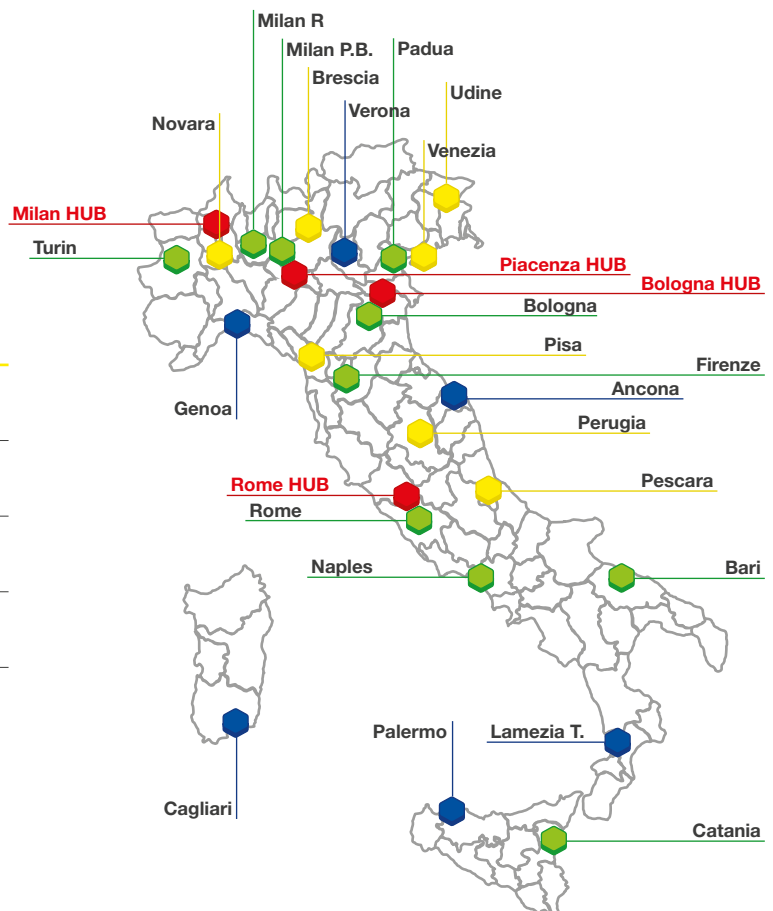 Milan R
Milan P.B.
Padua
Brescia
Udine
Verona
Novara
Venezia
Milan HUB
Turin
Piacenza HUB
Bologna HUB
Bologna
Pisa
Firenze
Ancona
Genoa
Perugia
Rome HUB
Pescara
Rome
Naples
Bari
Palermo
Lamezia T.
Cagliari
Catania